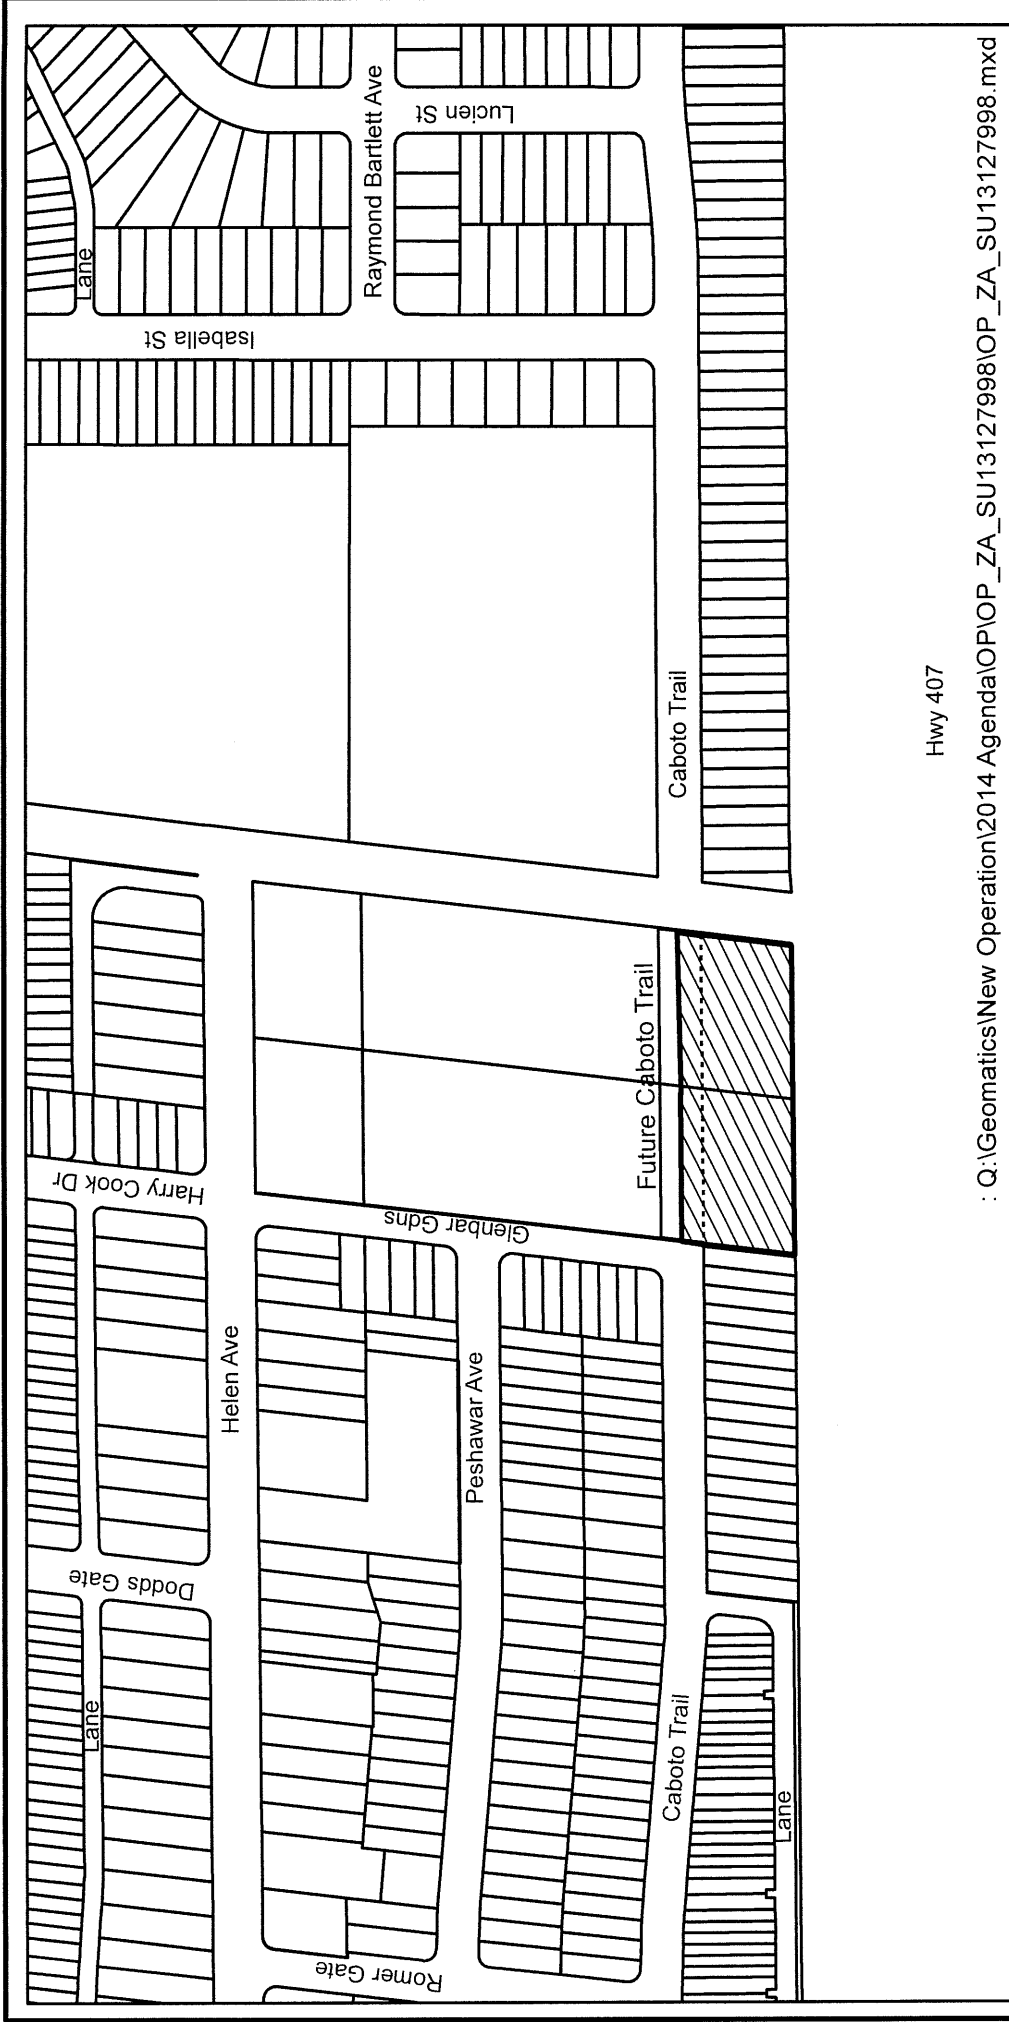 Lane
Isabella St
Raymond Bartlett Ave
Lucien St
Caboto Trail
Hwy 407
Harry Cook Dr
Helen Ave
Glenbar Gdns
Future Caboto Trail
Peshawar Ave
Dodds Gate
Lane
Romer Gate
Caboto Trail
Lane
: Q:\Geomatics\New Operation\2014 Agenda\OP\OP_ZA_SU13127998\OP_ZA_SU13127998.mxd